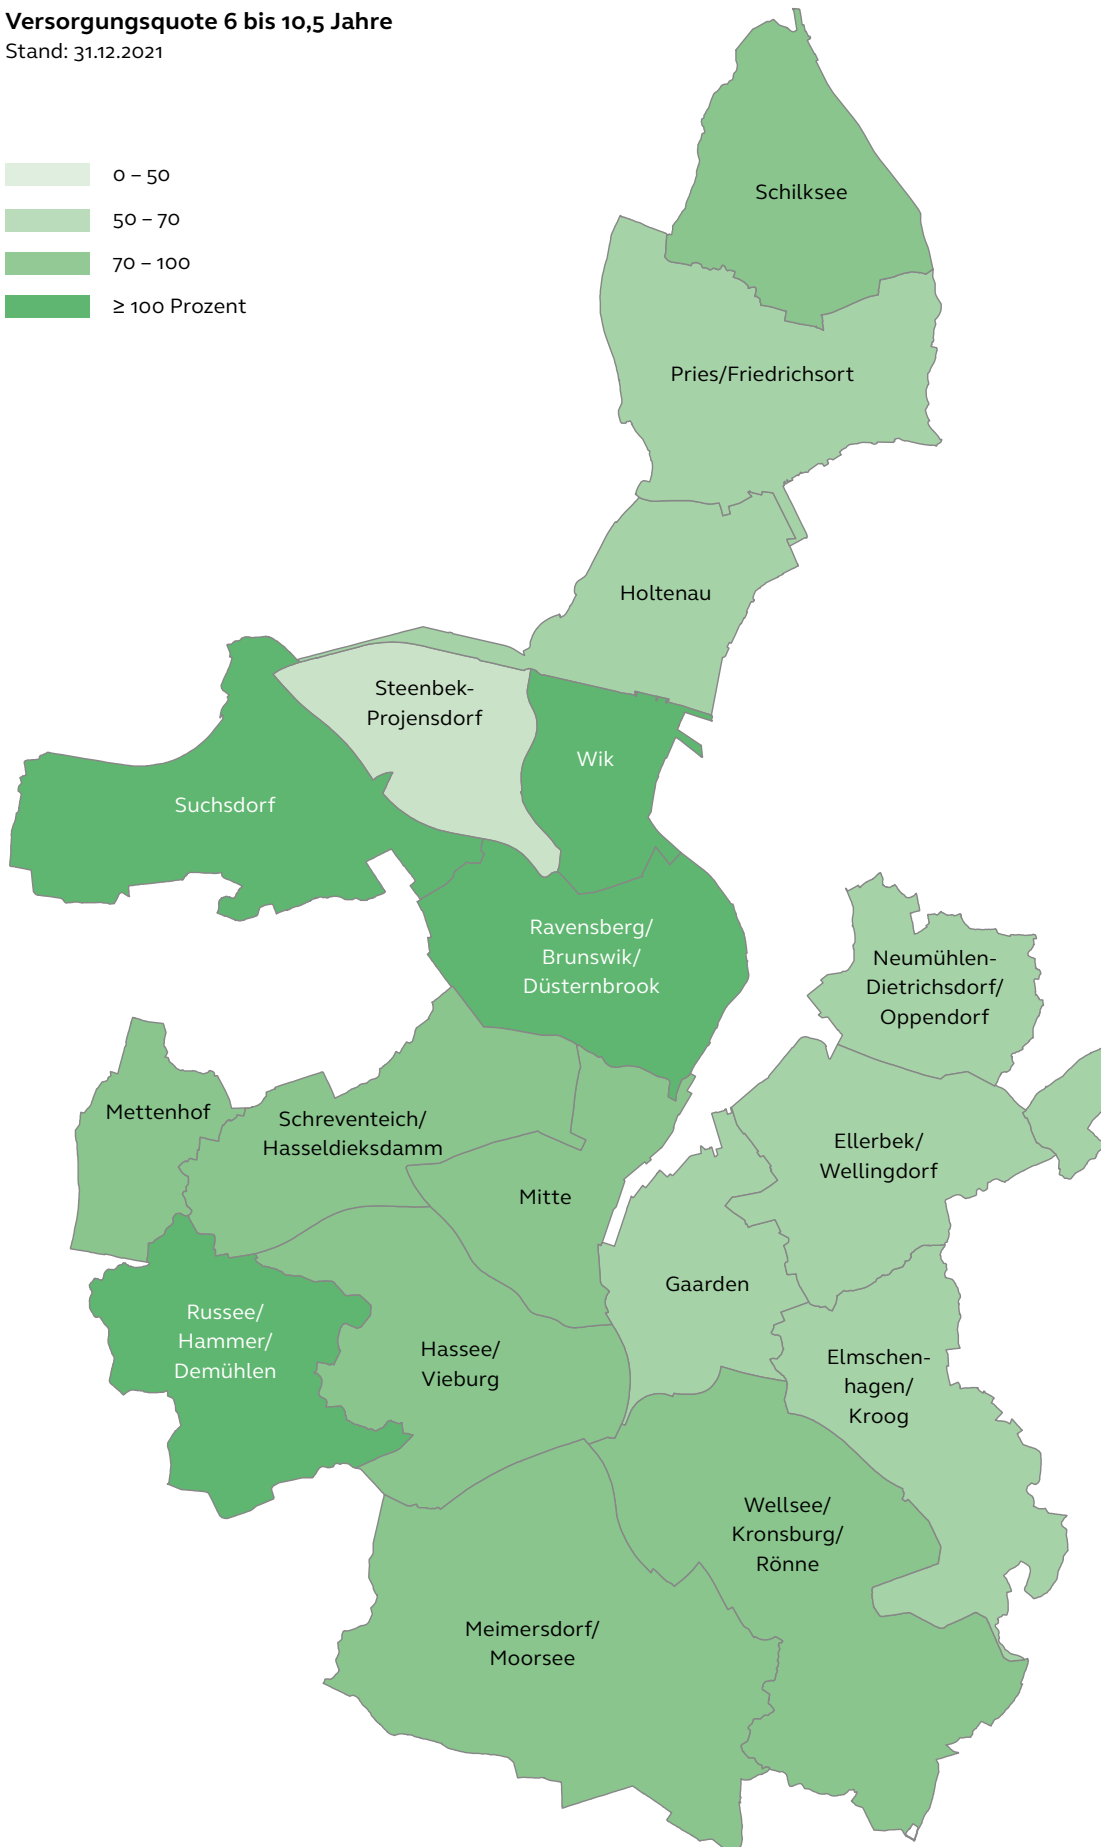 Versorgungsquote 6 bis 10,5 Jahre
Stand: 31.12.2021
0 – 50
50 – 70
70 – 100
≥ 100 Prozent
Schilksee
Pries/Friedrichsort
Holtenau
Steenbek-
Projensdorf
Wik
Suchsdorf
Ravensberg/
Brunswik/
Düsternbrook
Neumühlen-
Dietrichsdorf/
Oppendorf
Mettenhof
Schreventeich/
Hasseldieksdamm
Ellerbek/
Wellingdorf
Mitte
Gaarden
Russee/
Hammer/
Demühlen
Hassee/
Vieburg
Elmschen-
hagen/
Kroog
Wellsee/
Kronsburg/
Rönne
Meimersdorf/
Moorsee